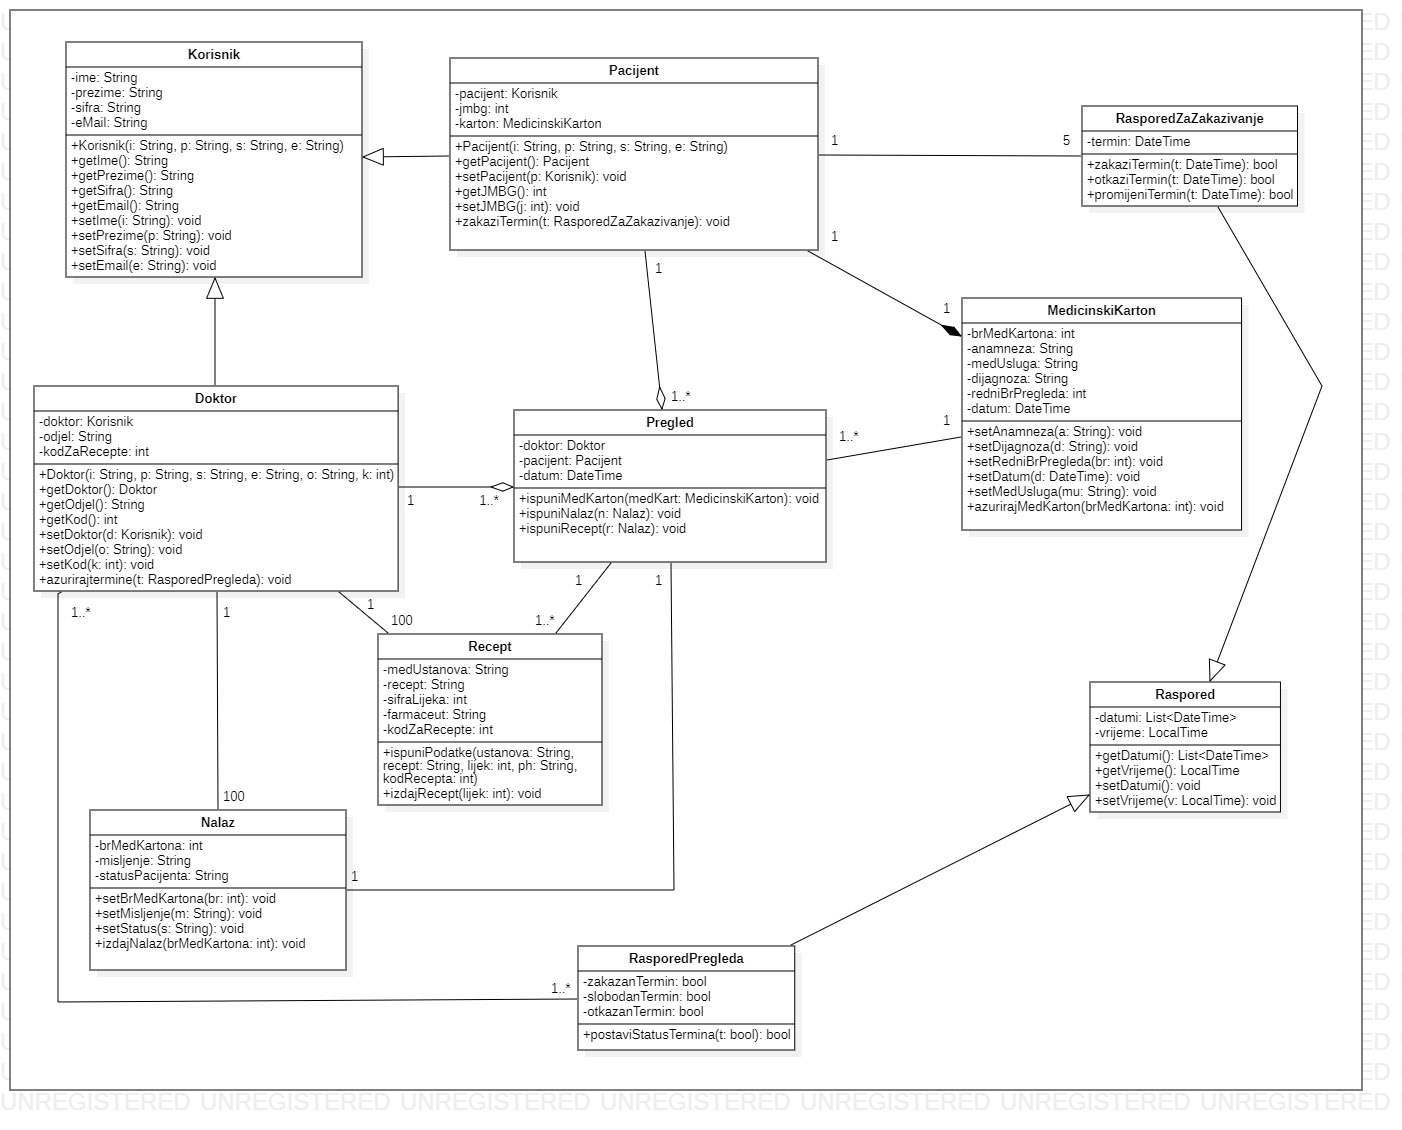 Korisnik
-ime: String
-prezime: String
-sifra: String
-eMail: String
+Korisnik(i: String, p: String, s: String, e: String)
+getIme(): String
+getPrezime(): String
+getSifra(): String
+getEmail(): String
+setIme(i: String): void
+setPrezime(p: String): void
+setSifra(s: String): void
+setEmail(e: String): void
Pacijent
-pacijent: Korisnik
-jmbg: int
-karton: MedicinskiKarton
+Pacijent(i: String, p: String, s: String, e: String)
+getPacijent(): Pacijent
+setPacijent(p: Korisnik): void
+getJMBG(): int
+setJMBG(j: int): void
+zakaziTermin(t: RasporedZaZakazivanje): void
1
5
RasporedZaZakazivanje
-termin: DateTime
+zakaziTermin(t: DateTime): bool
+otkaziTermin(t: DateTime): bool
+promijeniTermin(t: DateTime): bool
1
1
1
1..*
MedicinskiKarton
-brMedKartona: int
-anamneza: String
-medUsluga: String
-dijagnoza: String
-redniBrPregleda: int
-datum: DateTime
+setAnamneza(a: String): void
+setDijagnoza(d: String): void
+setRedniBrPregleda(br: int): void
+setDatum(d: DateTime): void
+setMedUsluga(mu: String): void
+azurirajMedKarton(brMedKartona: int): void
Doktor
-doktor: Korisnik
-odjel: String
-kodZaRecepte: int
+Doktor(i: String, p: String, s: String, e: String, o: String, k: int)
+getDoktor(): Doktor
+getOdjel(): String
+getKod(): int
+setDoktor(d: Korisnik): void
+setOdjel(o: String): void
+setKod(k: int): void
+azurirajtermine(t: RasporedPregleda): void
1
1..*
Pregled
-doktor: Doktor
-pacijent: Pacijent
-datum: DateTime
+ispuniMedKarton(medKart: MedicinskiKarton): void
+ispuniNalaz(n: Nalaz): void
+ispuniRecept(r: Nalaz): void
1..*
1
1..*
1
1
100
1
1..*
1
Recept
-medUstanova: String
-recept: String
-sifraLijeka: int
-farmaceut: String
-kodZaRecepte: int
+ispuniPodatke(ustanova: String,
recept: String, lijek: int, ph: String,
kodRecepta: int)
+izdajRecept(lijek: int): void
Raspored
-datumi: List<DateTime>
-vrijeme: LocalTime
+getDatumi(): List<DateTime>
+getVrijeme(): LocalTime
+setDatumi(): void
+setVrijeme(v: LocalTime): void
100
Nalaz
-brMedKartona: int
-misljenje: String
-statusPacijenta: String
+setBrMedKartona(br: int): void
+setMisljenje(m: String): void
+setStatus(s: String): void
+izdajNalaz(brMedKartona: int): void
1
1..*
RasporedPregleda
-zakazanTermin: bool
-slobodanTermin: bool
-otkazanTermin: bool
+postaviStatusTermina(t: bool): bool
UNREGISTERED UNREGISTERED UNREGISTERED UNREGISTERED UNREGISTERED UNREGISTERED UNREGISTERED